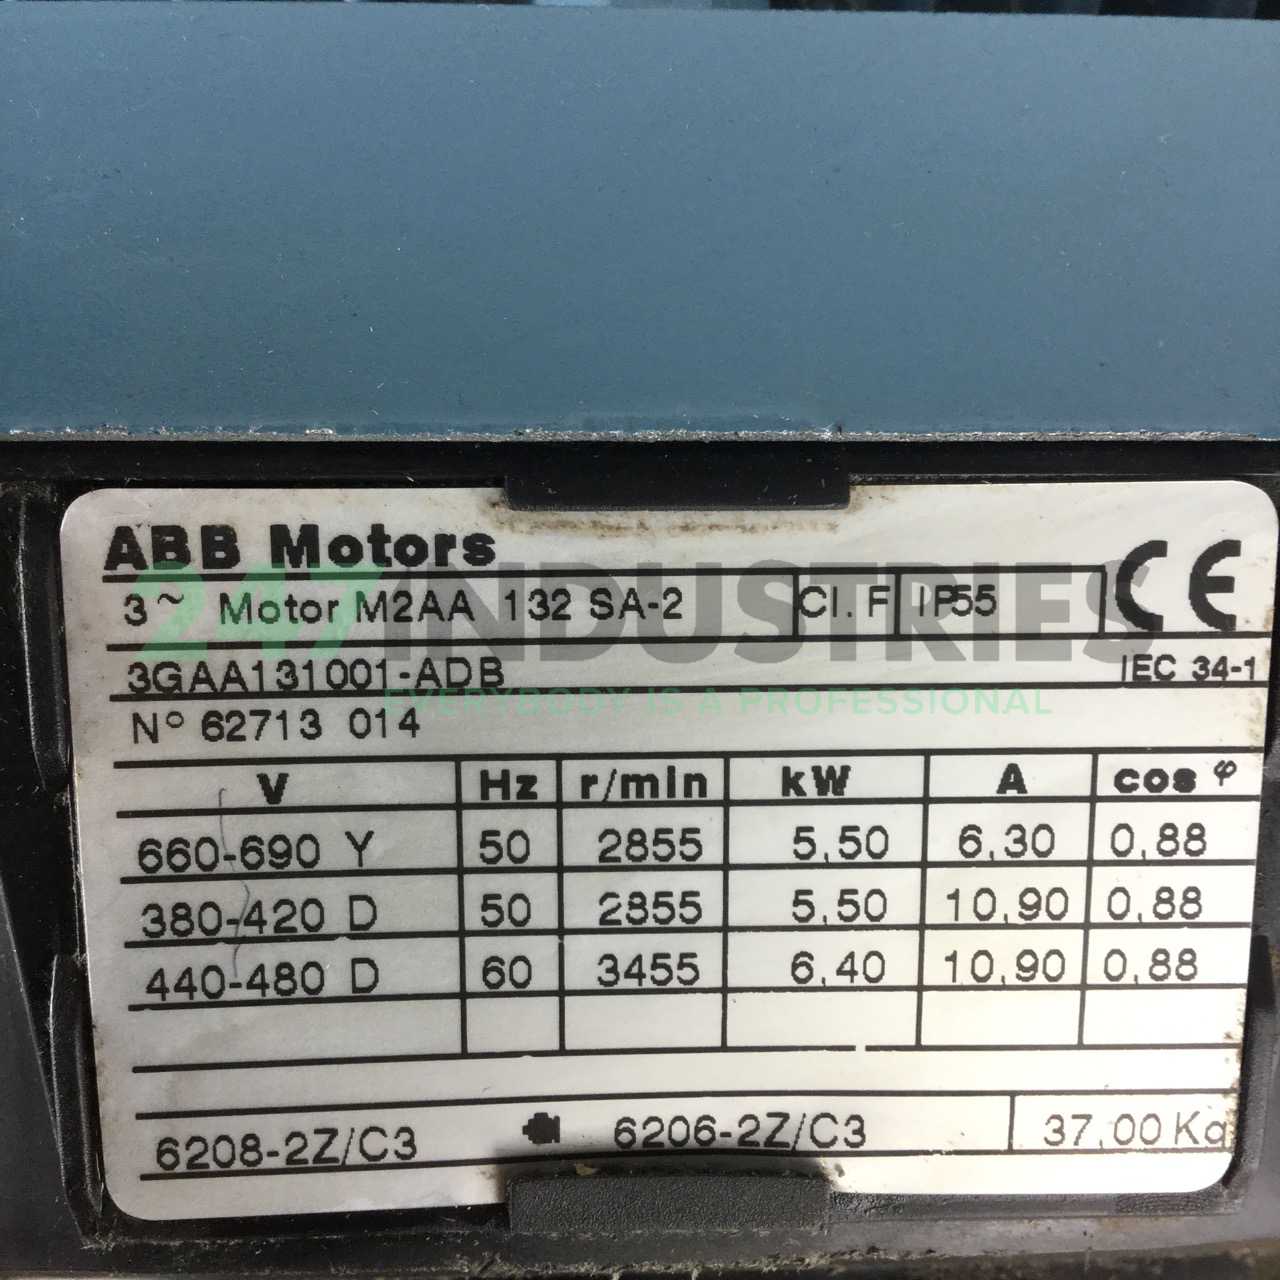 ABB Motors
CE
3~ Motor M2AA 132 SA-2 Cl. F IP55
247 INDUSTRIES
3GAA131001-ADB IEC 34-1
EVERYBODY IS A PROFESSIONAL
N° 62713 014
V Hz r/min kW A cos φ
660-690 Y 50 2855 5,50 6,30 0,88
380-420 D 50 2855 5,50 10,90 0,88
440-480 D 60 3455 6,40 10,90 0,88
6208-2Z/C3 6206-2Z/C3 37,00 Kg